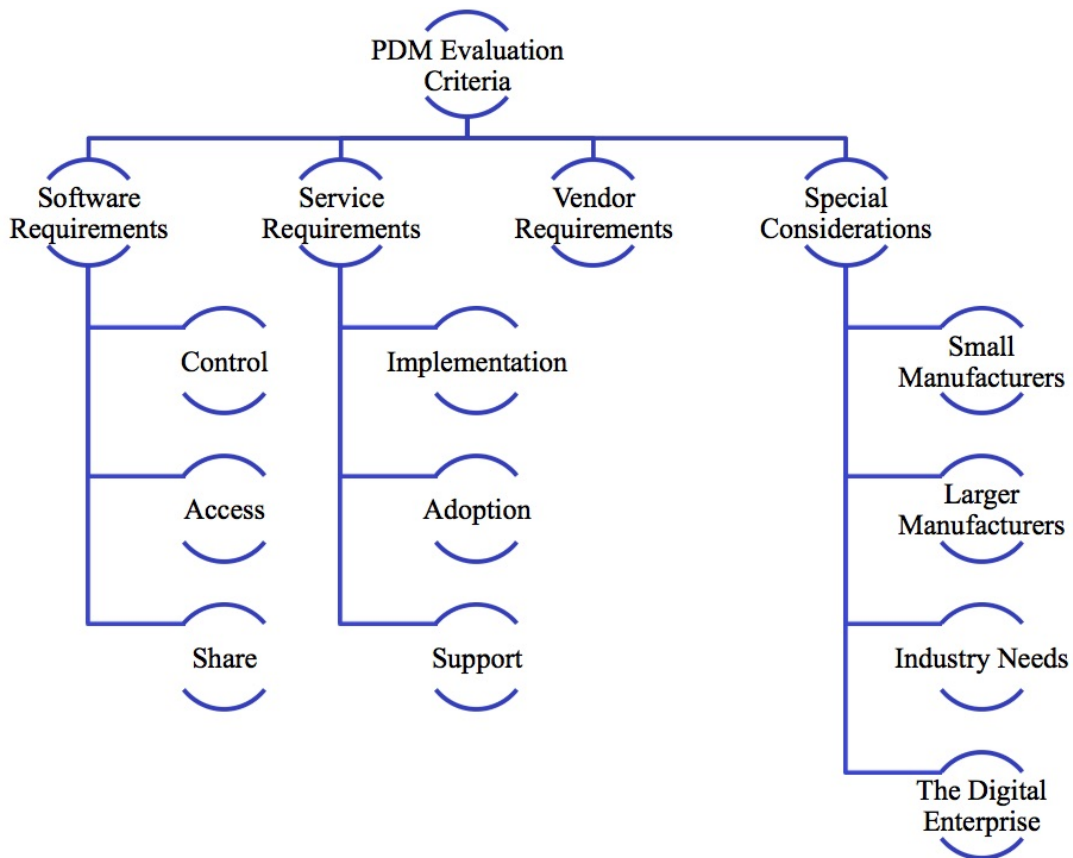 PDM Evaluation
Criteria
Software
Requirements
Service
Requirements
Vendor
Requirements
Special
Considerations
Control
Access
Share
Implementation
Adoption
Support
Small
Manufacturers
Larger
Manufacturers
Industry Needs
The Digital
Enterprise